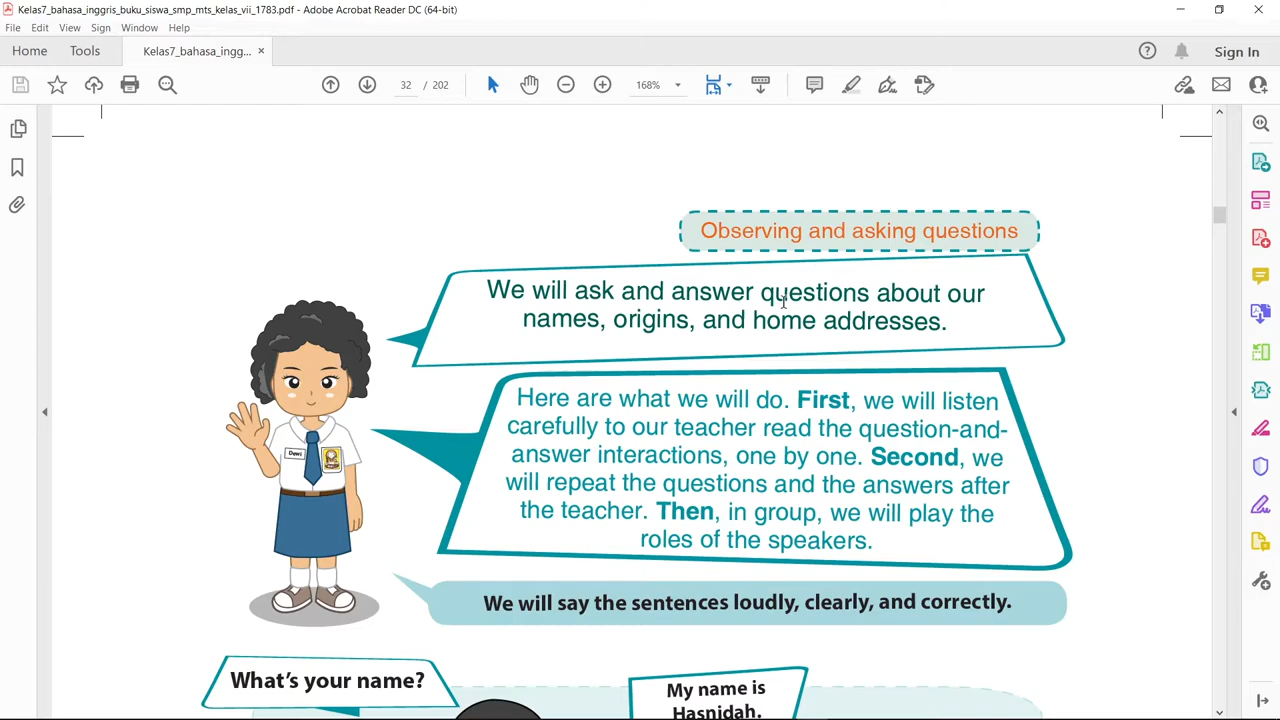 Kelas7_bahasa_inggris_buku_siswa_smp_mts_kelas_vii_1783.pdf - Adobe Acrobat Reader DC (64-bit)
File Edit View Sign Window Help
Home Tools Kelas7_bahasa_ingg... × Sign In
32 / 202 168%
Observing and asking questions
We will ask and answer questions about our
names, origins, and home addresses.
Here are what we will do. First, we will listen
carefully to our teacher read the question-and-
answer interactions, one by one. Second, we
will repeat the questions and the answers after
the teacher. Then, in group, we will play the
roles of the speakers.
Dewi
We will say the sentences loudly, clearly, and correctly.
What's your name?
My name is
Hasnidah.